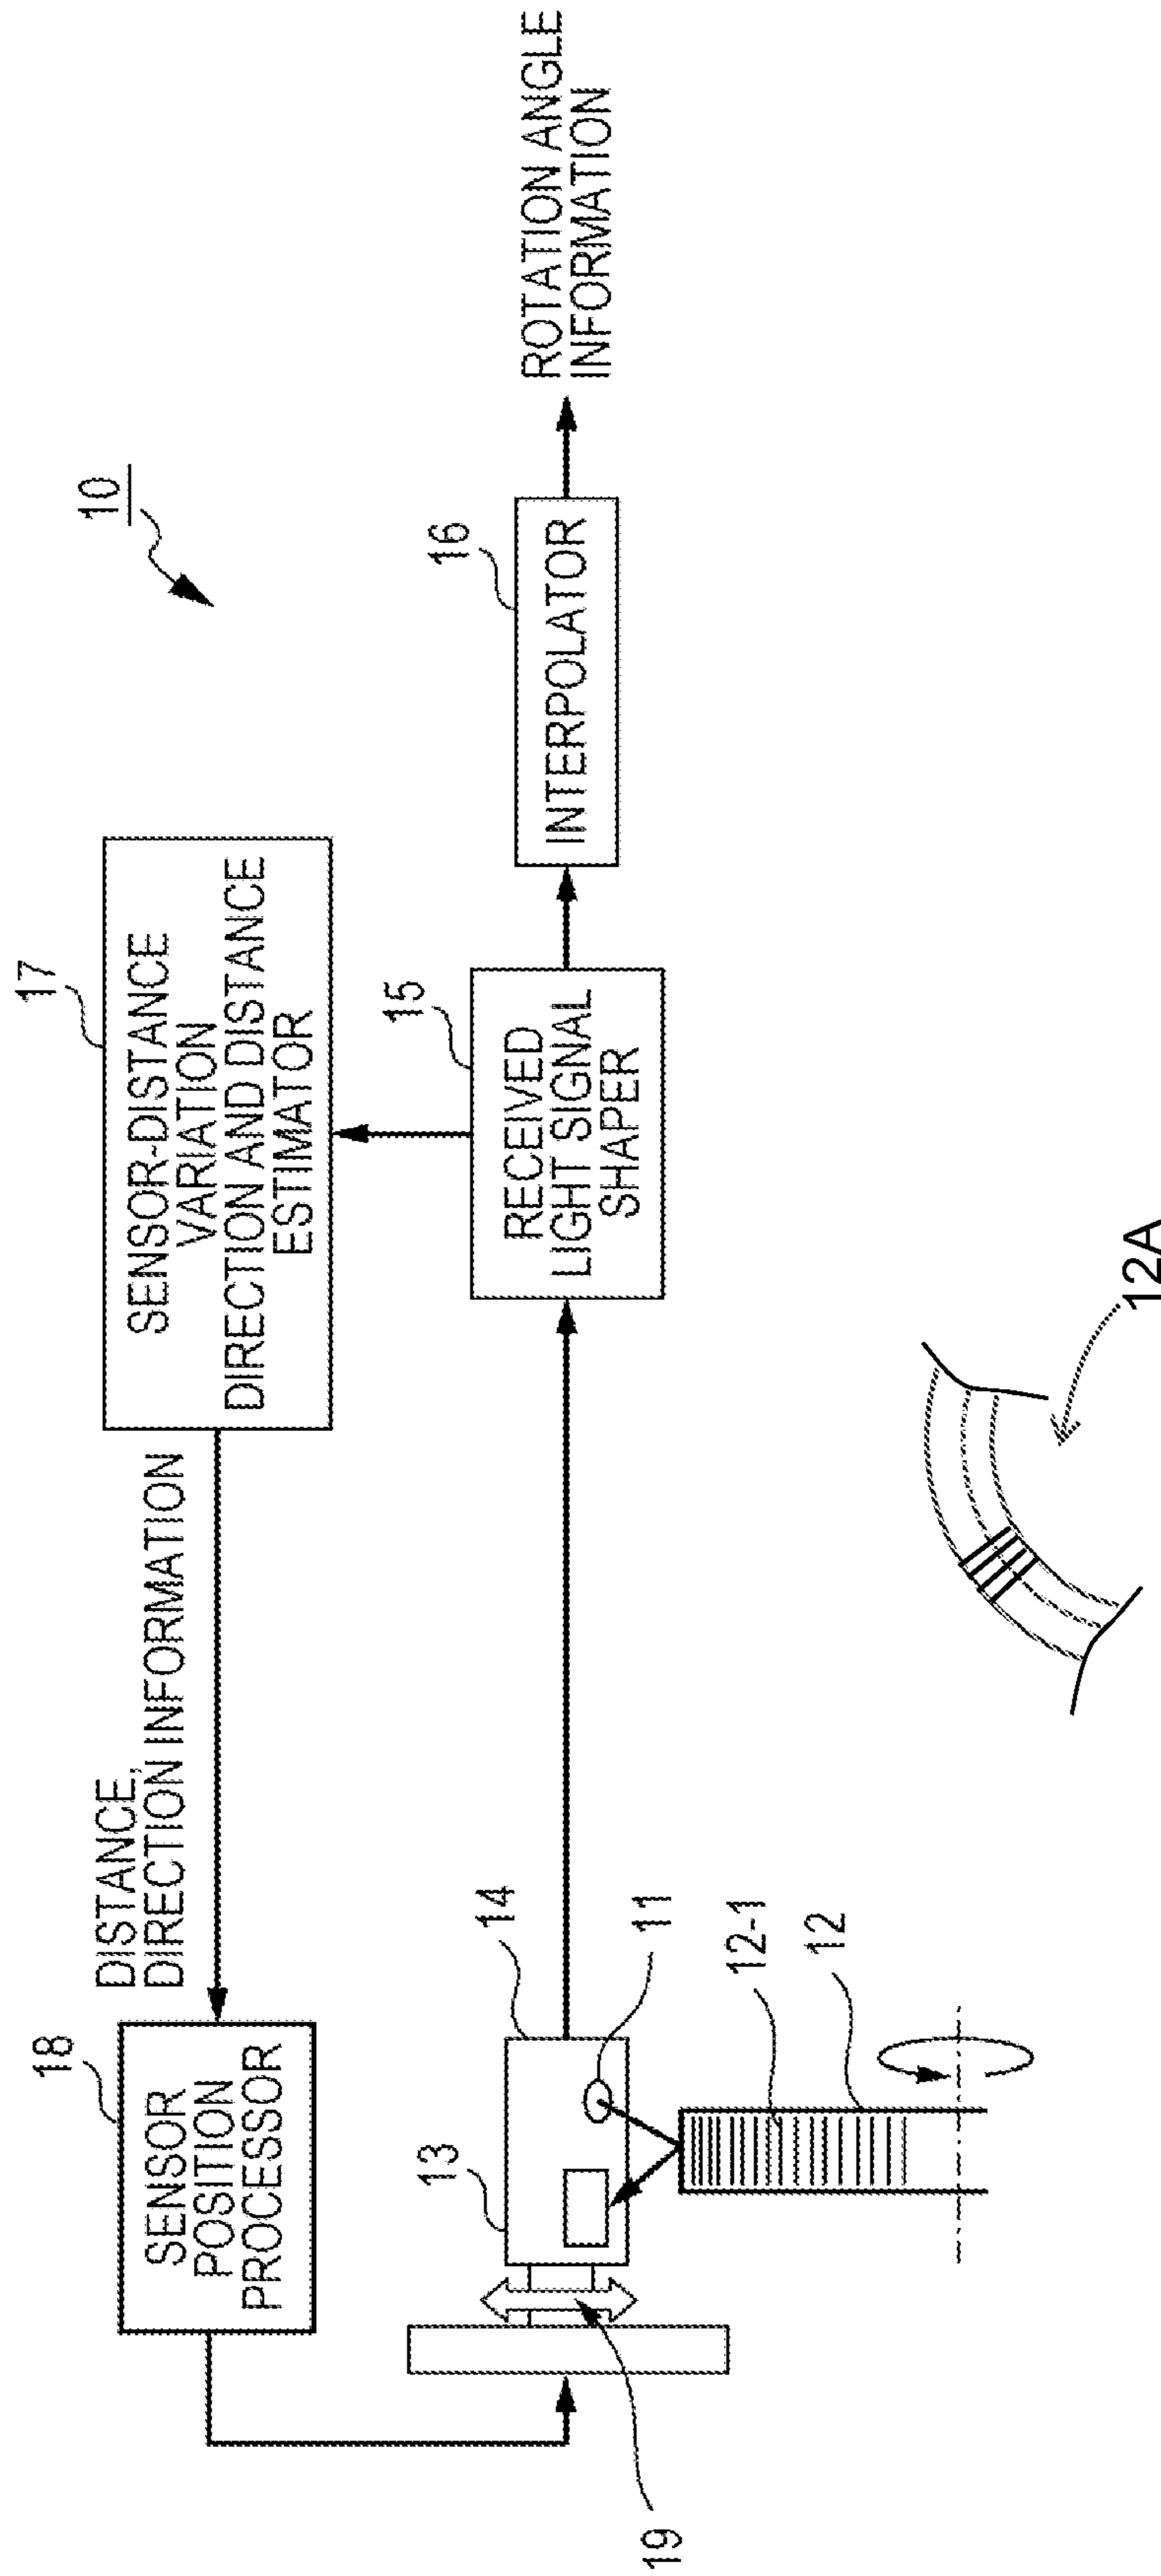 10
17
SENSOR-DISTANCE
VARIATION
DIRECTION AND DISTANCE
ESTIMATOR
DISTANCE,
DIRECTION INFORMATION
18
SENSOR
POSITION
PROCESSOR
13
14
11
12-1
12
19
15
RECEIVED
LIGHT SIGNAL
SHAPER
16
INTERPOLATOR
ROTATION ANGLE
INFORMATION
12A